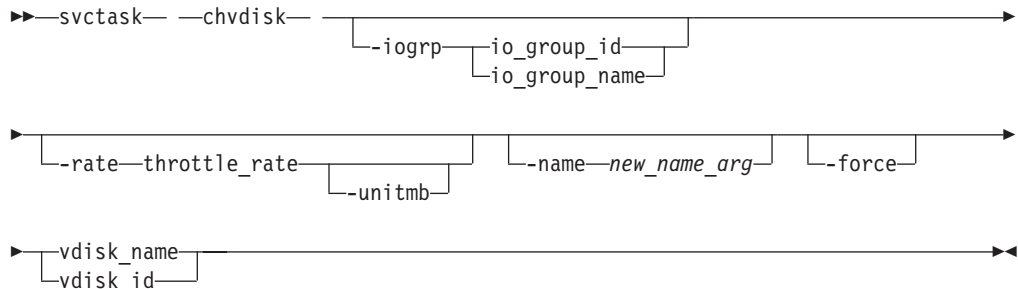 svctask chvdisk
-iogrp io_group_id
io_group_name
-rate throttle_rate -name new_name_arg -force
-unitmb
vdisk_name
vdisk_id